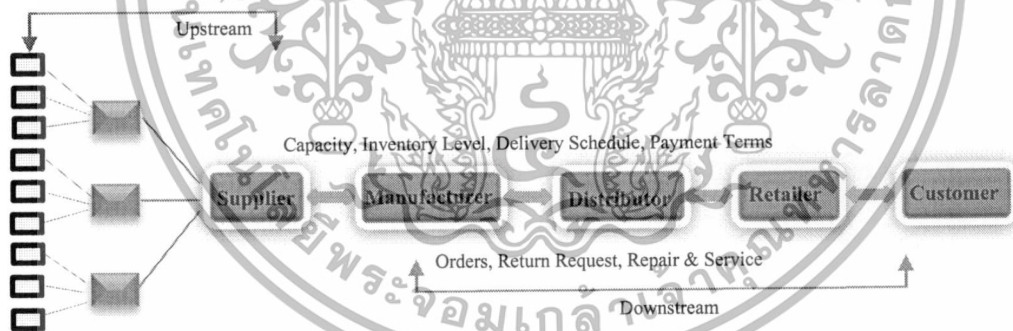 Upstream
Capacity, Inventory Level, Delivery Schedule, Payment Terms
Supplier
Manufacturer
Distributor
Retailer
Customer
Orders, Return Request, Repair & Service
Downstream